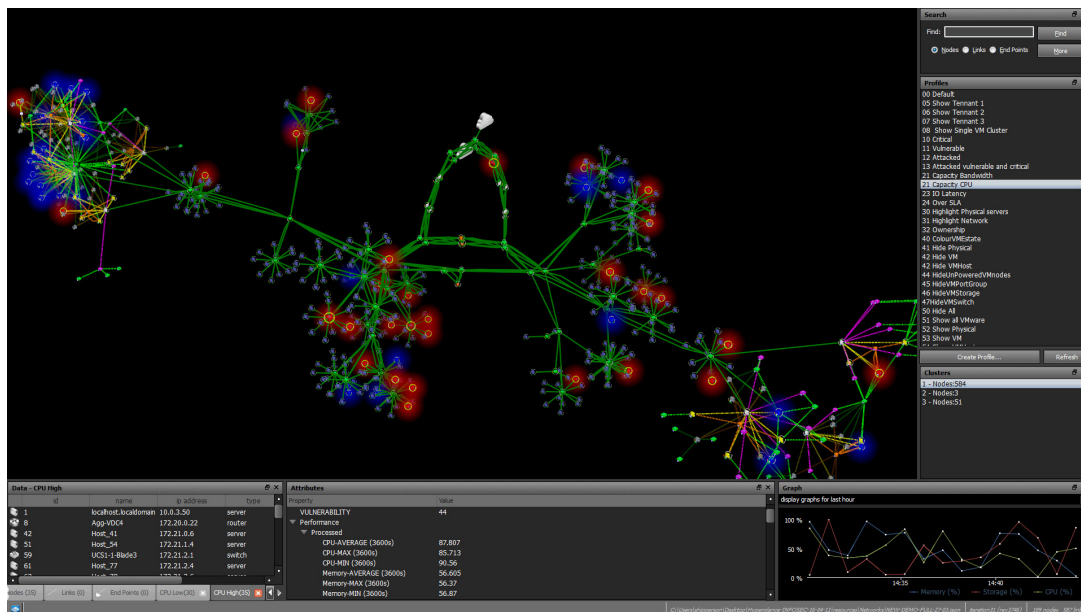 Search
Find:
Find
Nodes Links End Points
More
Profiles
00 Default
05 Show Tennant 1
06 Show Tennant 2
07 Show Tennant 3
08 Show Single VM Cluster
10 Critical
11 Vulnerable
12 Attacked
13 Attacked vulnerable and critical
21 Capacity Bandwidth
21 Capacity CPU
23 IO Latency
24 Over SLA
30 Highlight Physical servers
31 Highlight Network
32 Ownership
40 ColourVMEstate
41 Hide Physical
42 Hide VM
42 Hide VMHost
44 HideUnPoweredVMnodes
45 HideVMPortGroup
46 HideVMStorage
47HideVMSwitch
50 Hide All
51 Show all VMware
52 Show Physical
53 Show VM
Create Profile...
Refresh
Clusters
1 - Nodes:584
2 - Nodes:3
3 - Nodes:51
Data - CPU High
id name ip address type
1 localhost.localdomain 10.0.3.50 server
8 Agg-VDC4 172.20.0.22 router
42 Host_41 172.21.0.6 server
51 Host_54 172.21.1.4 server
59 UCS1-1-Blade3 172.21.2.1 switch
61 Host_77 172.21.2.4 server
Nodes (35) Links (0) End Points (0) CPU Low(30) CPU High(35)
Attributes
Property Value
VULNERABILITY 44
Performance
Processed
CPU-AVERAGE (3600s) 87.807
CPU-MAX (3600s) 85.713
CPU-MIN (3600s) 90.56
Memory-AVERAGE (3600s) 56.605
Memory-MAX (3600s) 56.37
Memory-MIN (3600s) 56.87
Graph
display graphs for last hour
100 %
50 %
0 %
14:35 14:40
Memory (%) Storage (%) CPU (%)